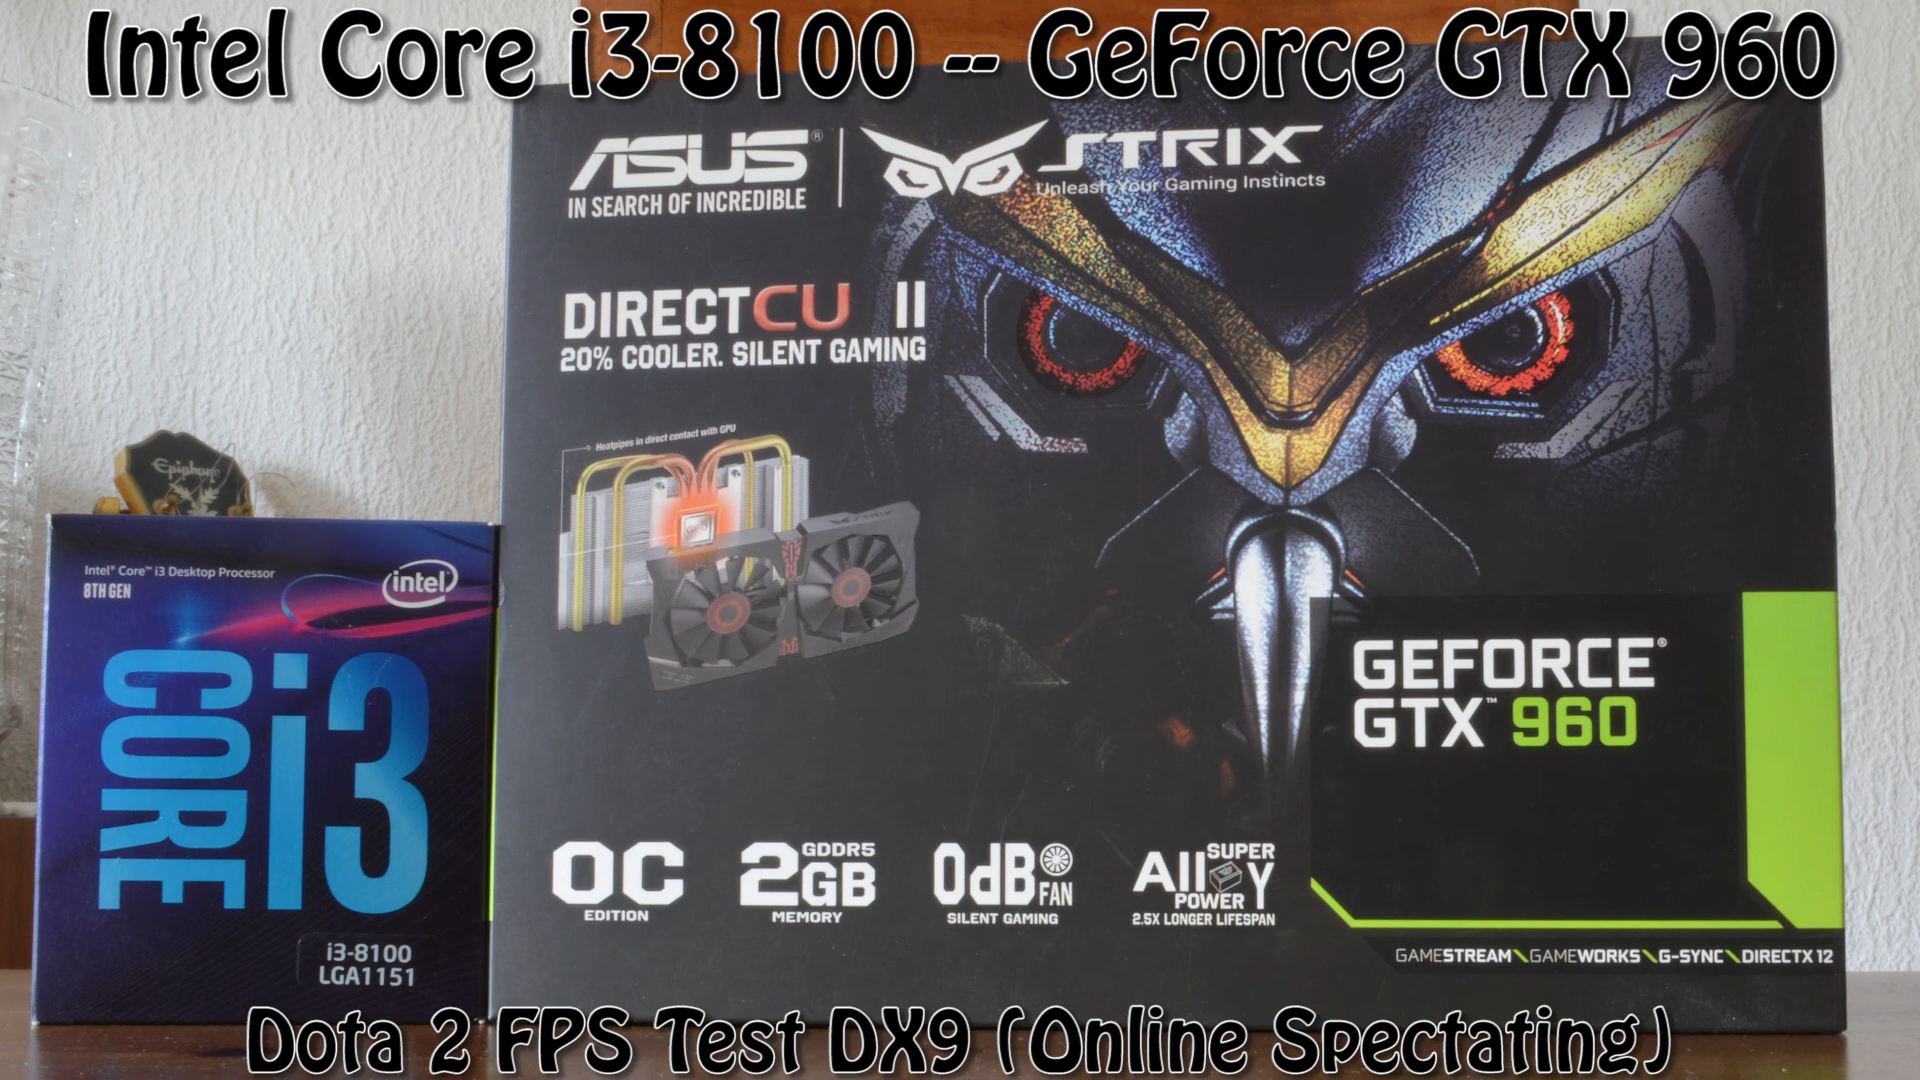 Intel Core i3-8100 -- GeForce GTX 960
ASUS®
IN SEARCH OF INCREDIBLE
STRIX
Unleash Your Gaming Instincts
DIRECTCU II
20% COOLER. SILENT GAMING
Heatpipes in direct contact with GPU
GPU
STRIX
Epiphone
Intel® Core™ i3 Desktop Processor
8TH GEN
intel
CORE
i3
i3-8100
LGA1151
GEFORCE®
GTX™ 960
OC
EDITION
2GB GDDR5
MEMORY
0dB FAN
SILENT GAMING
SUPER
Alloy
POWER
2.5X LONGER LIFESPAN
GAMESTREAM\GAMEWORKS\G-SYNC\DIRECTX 12
Dota 2 FPS Test DX9 (Online Spectating)